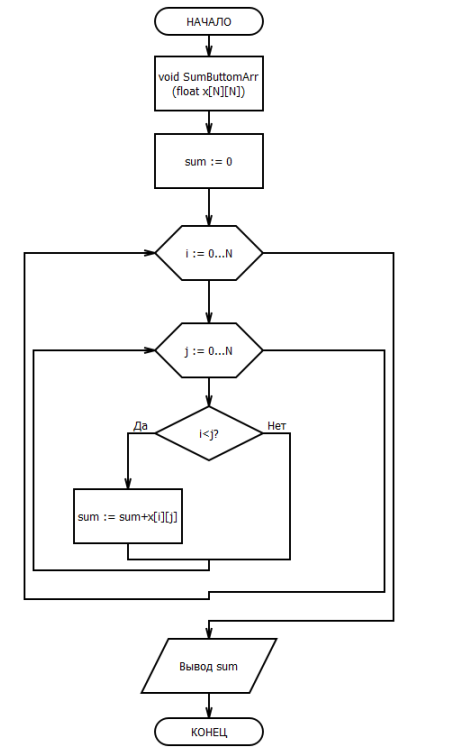 НАЧАЛО
void SumButtomArr
(float x[N][N])
sum := 0
i := 0...N
j := 0...N
i<j?
Да
Нет
sum := sum+x[i][j]
Вывод sum
КОНЕЦ